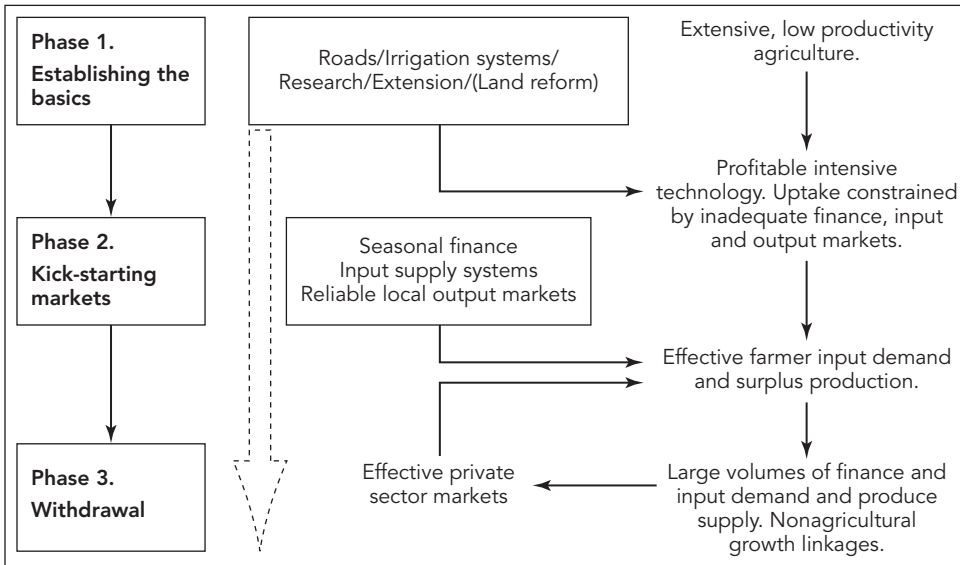 Phase 1.
Establishing the
basics
Roads/Irrigation systems/
Research/Extension/(Land reform)
Extensive, low productivity
agriculture.
Profitable intensive
technology. Uptake constrained
by inadequate finance, input
and output markets.
Phase 2.
Kick-starting
markets
Seasonal finance
Input supply systems
Reliable local output markets
Effective farmer input demand
and surplus production.
Phase 3.
Withdrawal
Effective private
sector markets
Large volumes of finance and
input demand and produce
supply. Nonagricultural
growth linkages.